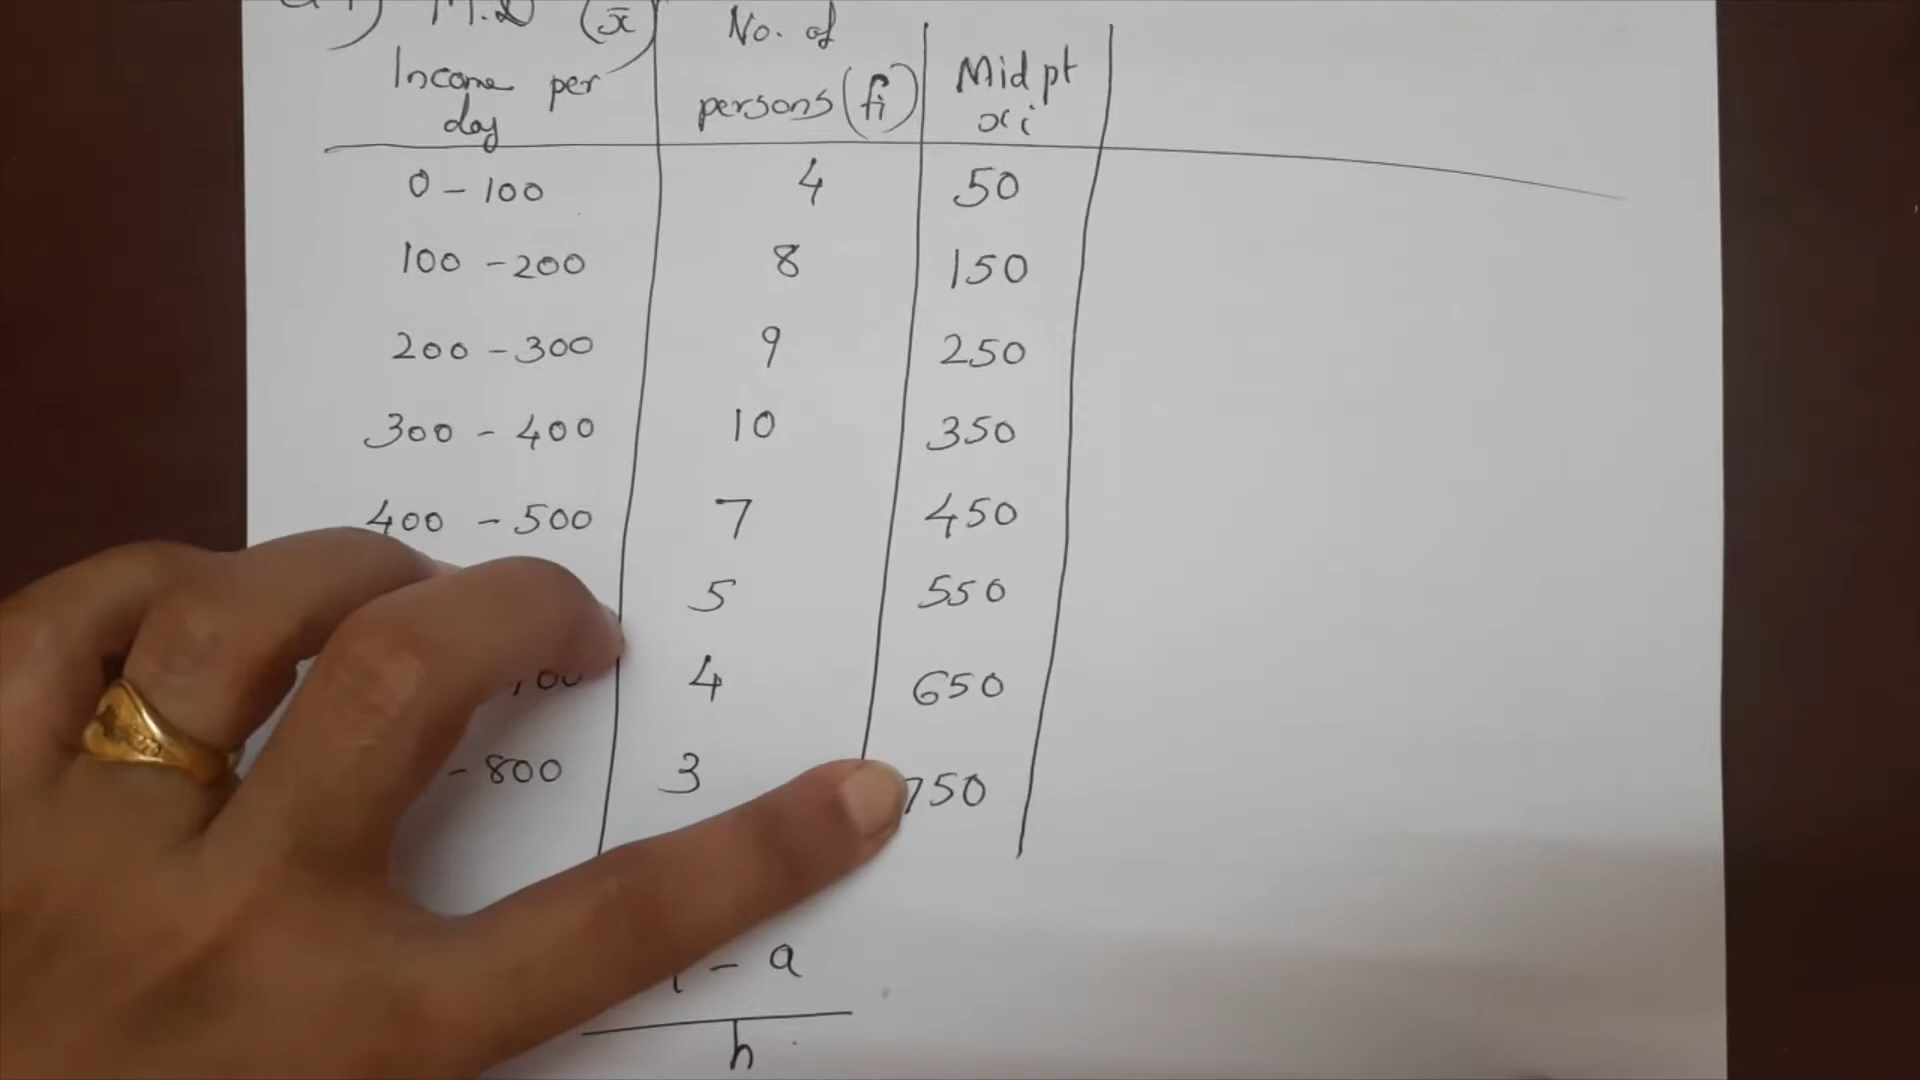 M.D (x̄)
Income per day
No. of persons (fi)
Mid pt xi
0 - 100 4 50
100 - 200 8 150
200 - 300 9 250
300 - 400 10 350
400 - 500 7 450
5 550
4 650
- 800 3 750
- a
h